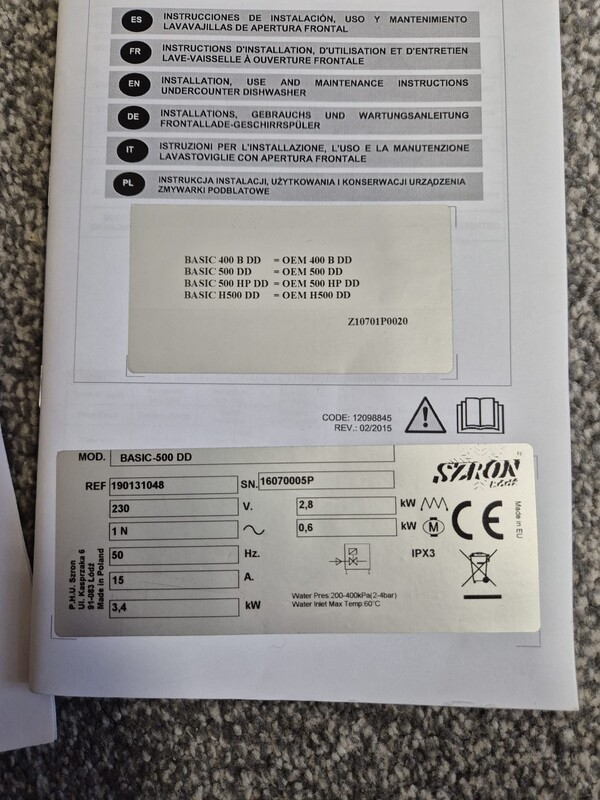 ES INSTRUCCIONES DE INSTALACIÓN, USO Y MANTENIMIENTO
LAVAVAJILLAS DE APERTURA FRONTAL
FR INSTRUCTIONS D'INSTALLATION, D'UTILISATION ET D'ENTRETIEN
LAVE-VAISSELLE À OUVERTURE FRONTALE
EN INSTALLATION, USE AND MAINTENANCE INSTRUCTIONS
UNDERCOUNTER DISHWASHER
DE INSTALLATIONS, GEBRAUCHS UND WARTUNGSANLEITUNG
FRONTALLADE-GESCHIRRSPÜLER
IT ISTRUZIONI PER L'INSTALLAZIONE, L'USO E LA MANUTENZIONE
LAVASTOVIGLIE CON APERTURA FRONTALE
PL INSTRUKCJA INSTALACJI, UŻYTKOWANIA I KONSERWACJI URZĄDZENIA
ZMYWARKI PODBLATOWE
BASIC 400 B DD = OEM 400 B DD
BASIC 500 DD = OEM 500 DD
BASIC 500 HP DD = OEM 500 HP DD
BASIC H500 DD = OEM H500 DD
Z10701P0020
CODE: 12098845
REV.: 02/2015
MOD. BASIC-500 DD
SZRON
REF 190131048 SN. 16070005P
230 V. 2,8 kW
1 N 0,6 kW M CE
50 Hz. IPX3
15 A.
3,4 kW
Water Pres:200-400kPa(2-4bar)
Water Inlet Max Temp:60°C
P.H.U. Szron
Ul. Kasprzaka 6
91-083 Łódź
Made in Poland
Made in EU